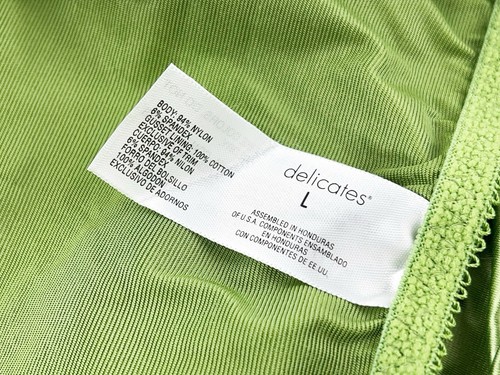 BODY: 94% NYLON
6% SPANDEX
GUSSET LINING: 100% COTTON
EXCLUSIVE OF TRIM
CUERPO: 94% NILON
6% SPANDEX
FORRO DEL BOLSILLO
100% ALGODON
EXCLUSIVO DE ADORNOS
delicates®
L
ASSEMBLED IN HONDURAS
OF U.S.A. COMPONENTS ENSAMBLADO
EN HONDURAS
CON COMPONENTES DE EE.UU.